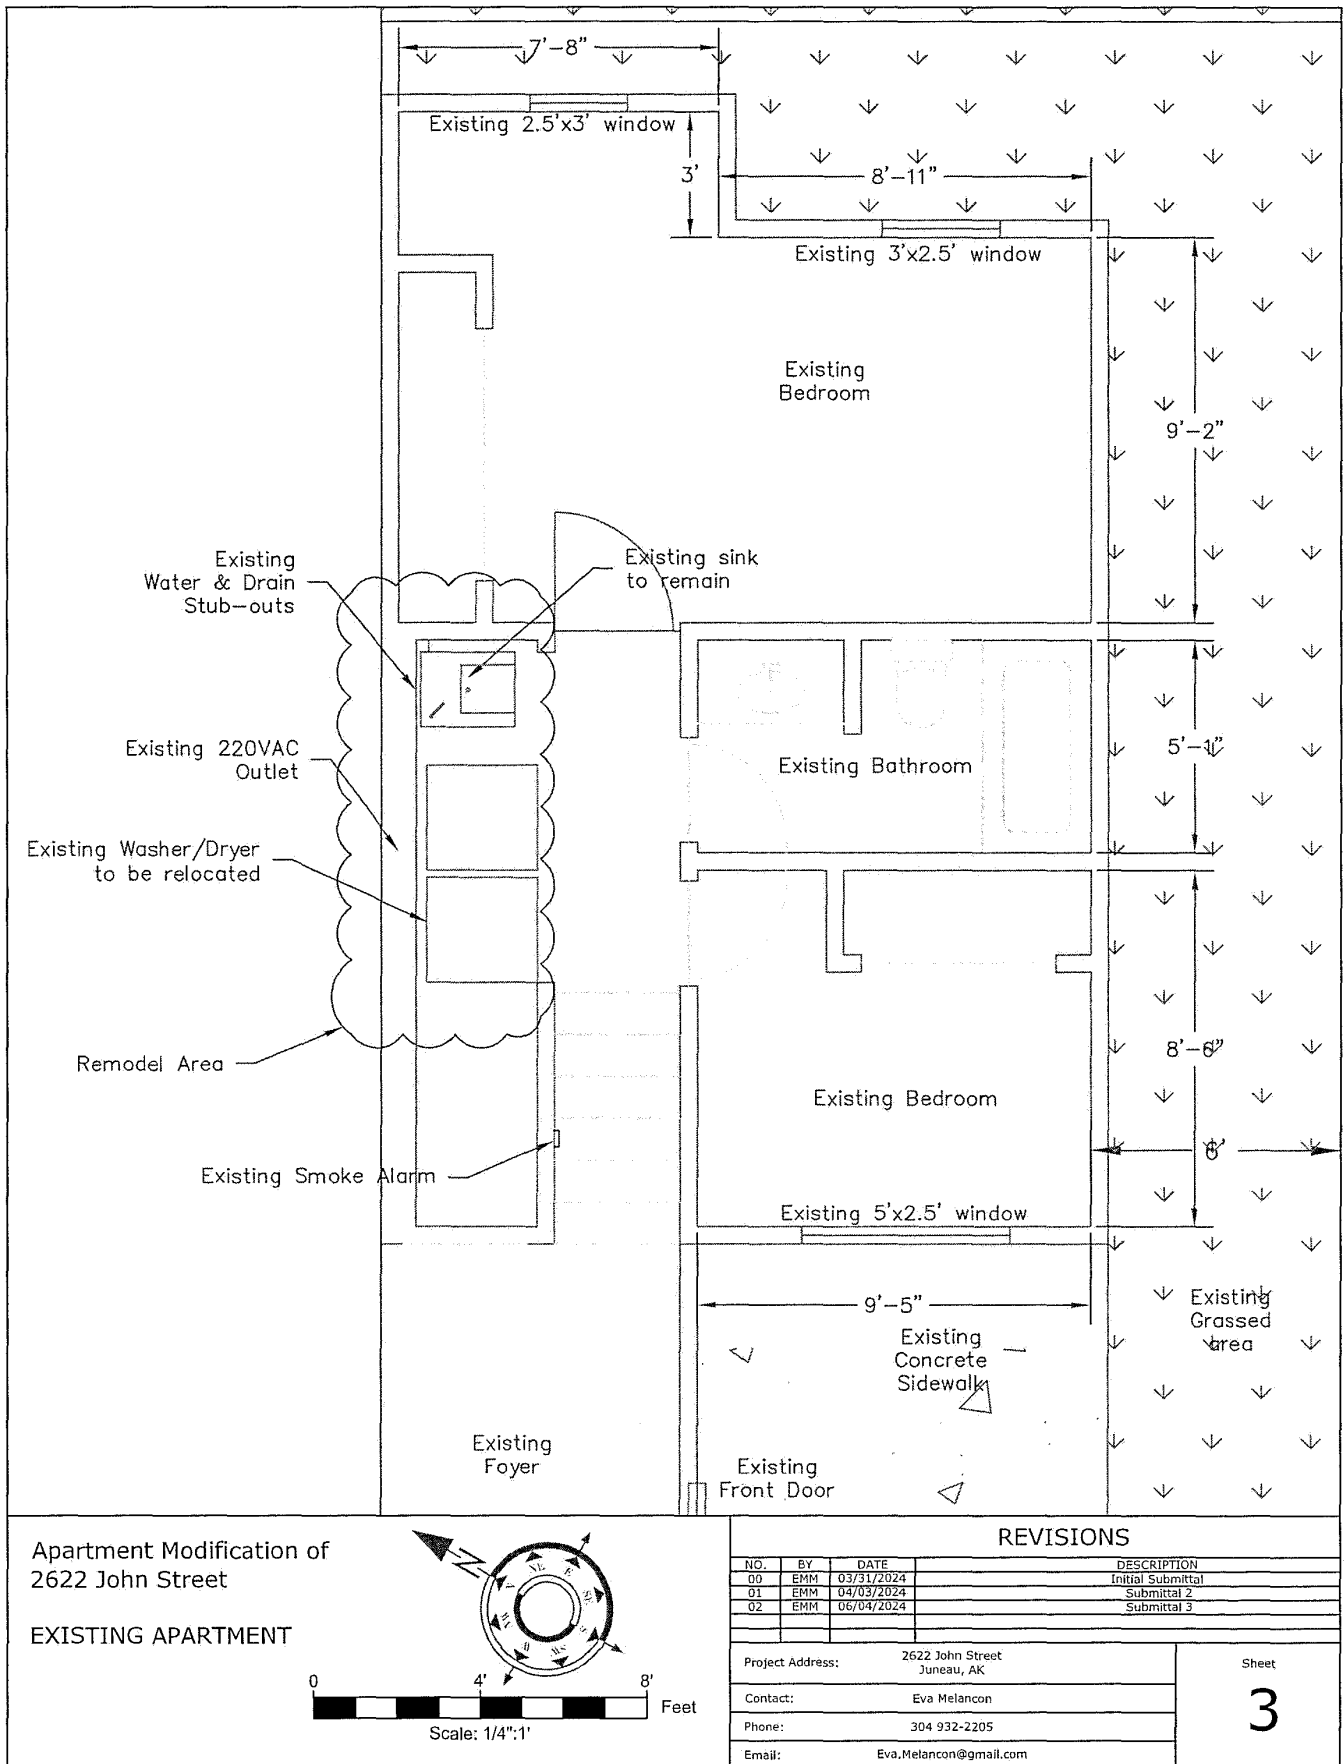 7'-8"
Existing 2.5'x3' window
3'
8'-11"
Existing 3'x2.5' window
Existing
Bedroom
9'-2"
Existing
Water & Drain
Stub-outs
Existing sink
to remain
Existing 220VAC
Outlet
Existing Bathroom
5'-1"
Existing Washer/Dryer
to be relocated
Remodel Area
8'-6"
Existing Bedroom
6'
Existing Smoke Alarm
Existing 5'x2.5' window
9'-5"
Existing
Grassed
area
Existing
Concrete
Sidewalk
Existing
Foyer
Existing
Front Door
Apartment Modification of
2622 John Street
EXISTING APARTMENT
N
NE
E
SE
SW
0 4' 8'
Feet
Scale: 1/4":1'
REVISIONS
NO. BY DATE DESCRIPTION
00 EMM 03/31/2024 Initial Submittal
01 EMM 04/03/2024 Submittal 2
02 EMM 06/04/2024 Submittal 3
Project Address: 2622 John Street
Juneau, AK
Contact: Eva Melancon
Phone: 304 932-2205
Email: Eva.Melancon@gmail.com
Sheet
3